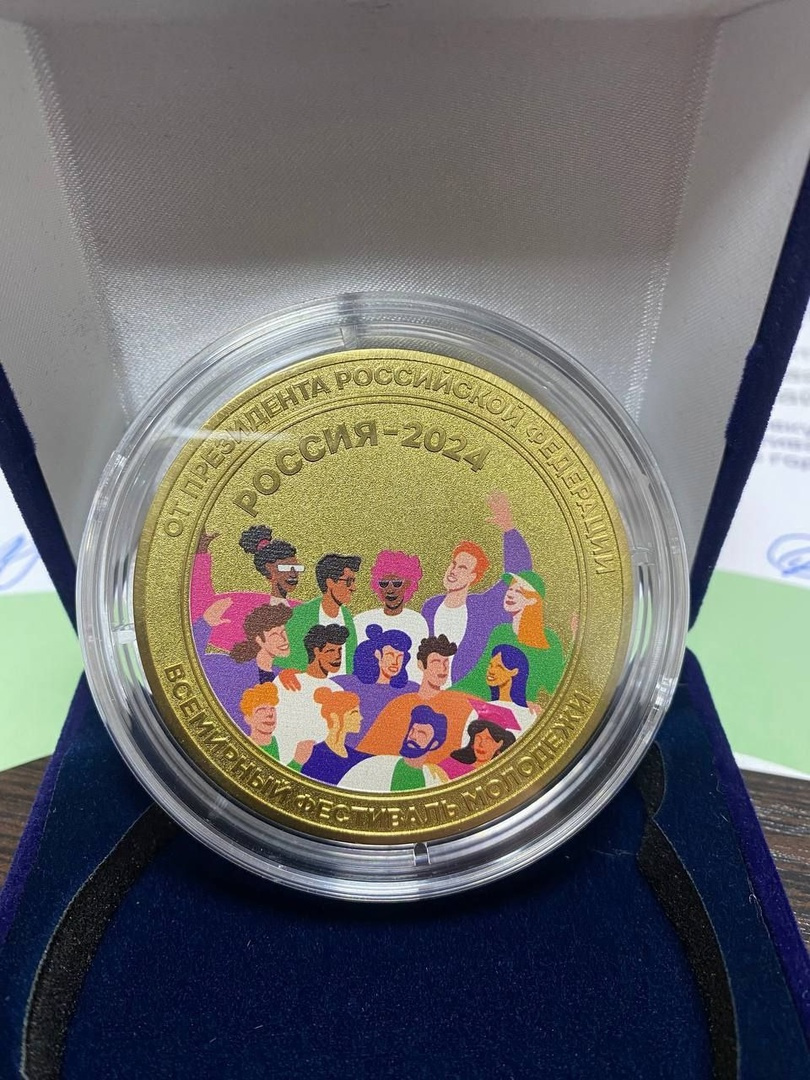 ОТ ПРЕЗИДЕНТА РОССИЙСКОЙ ФЕДЕРАЦИИ
РОССИЯ-2024
ВСЕМИРНЫЙ ФЕСТИВАЛЬ МОЛОДЕЖИ